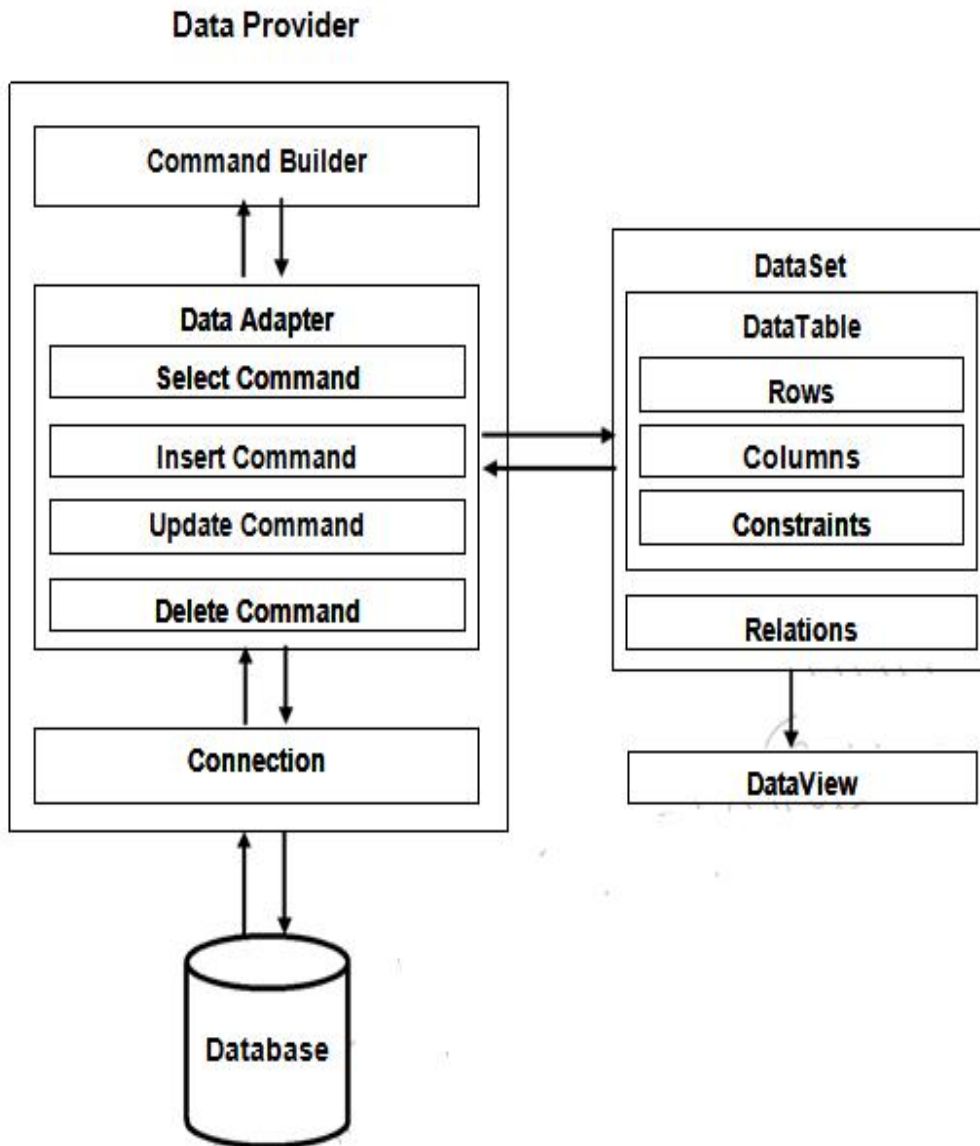 Data Provider
Command Builder
Data Adapter
Select Command
Insert Command
Update Command
Delete Command
Connection
Database
DataSet
DataTable
Rows
Columns
Constraints
Relations
DataView